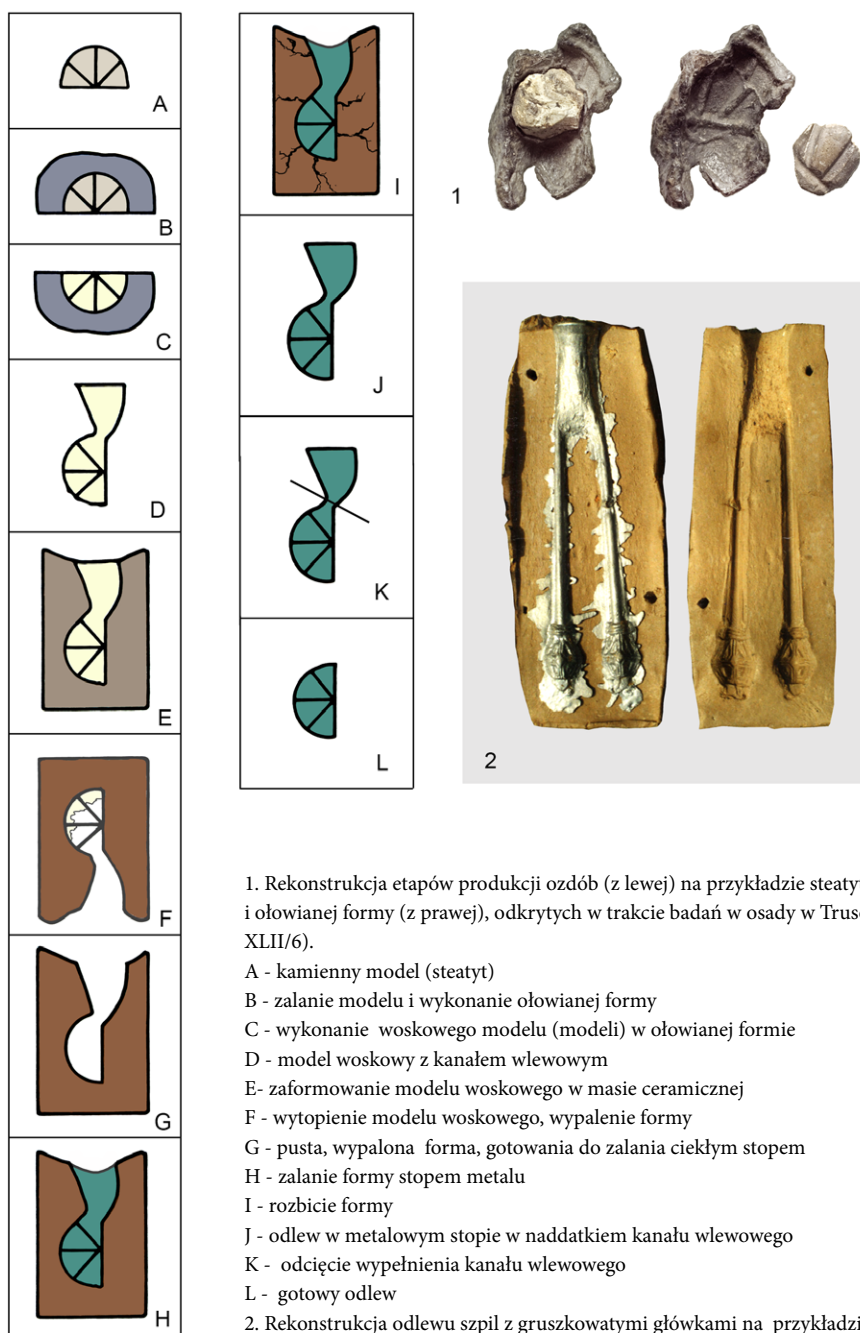 A
B
C
D
E
F
G
H
I
J
K
L
1
2
1. Rekonstrukcja etapów produkcji ozdób (z lewej) na przykładzie
i ołowianej formy (z prawej), odkrytych w trakcie badań w osady w
XLII/6).
A - kamienny model (steatyt)
B - zalanie modelu i wykonanie ołowianej formy
C - wykonanie woskowego modelu (modeli) w ołowianej formie
D - model woskowy z kanałem wlewowym
E- zaformowanie modelu woskowego w masie ceramicznej
F - wytopienie modelu woskowego, wypalenie formy
G - pusta, wypalona forma, gotowania do zalania ciekłym stopem
H - zalanie formy stopem metalu
I - rozbicie formy
J - odlew w metalowym stopie w naddatkiem kanału wlewowego
K - odcięcie wypełnienia kanału wlewowego
L - gotowy odlew
2. Rekonstrukcja odlewu szpil z gruszkowatymi główkami na